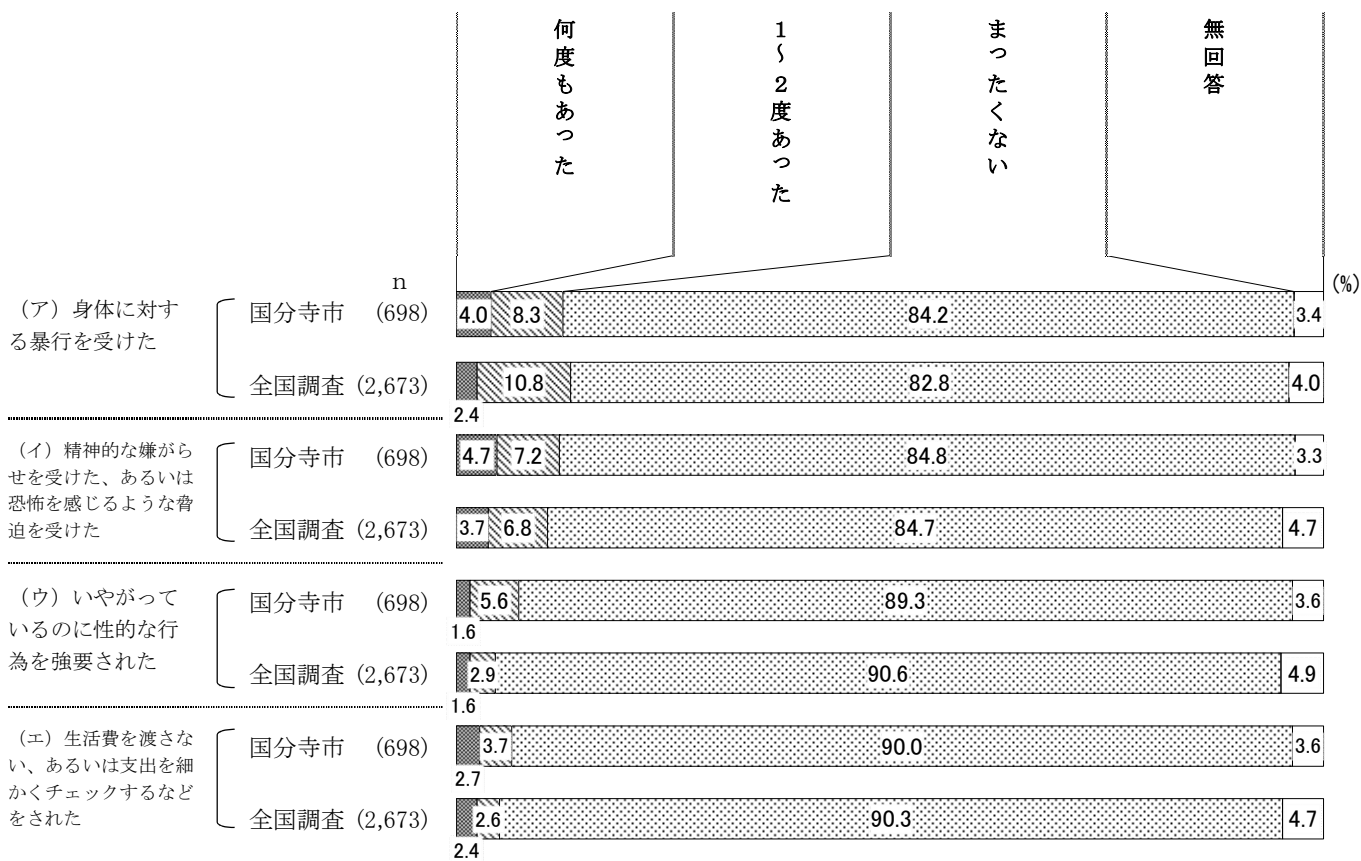 何度もあった
1～2度あった
まったくない
無回答
n
(%)
（ア）身体に対す
る暴行を受けた
国分寺市 (698)
4.0 8.3 84.2 3.4
全国調査 (2,673)
2.4 10.8 82.8 4.0
（イ）精神的な嫌がら
せを受けた、あるいは
恐怖を感じるような脅
迫を受けた
国分寺市 (698)
4.7 7.2 84.8 3.3
全国調査 (2,673)
3.7 6.8 84.7 4.7
（ウ）いやがって
いるのに性的な行
為を強要された
国分寺市 (698)
1.6 5.6 89.3 3.6
全国調査 (2,673)
1.6 2.9 90.6 4.9
（エ）生活費を渡さな
い、あるいは支出を細
かくチェックするなど
をされた
国分寺市 (698)
2.7 3.7 90.0 3.6
全国調査 (2,673)
2.4 2.6 90.3 4.7